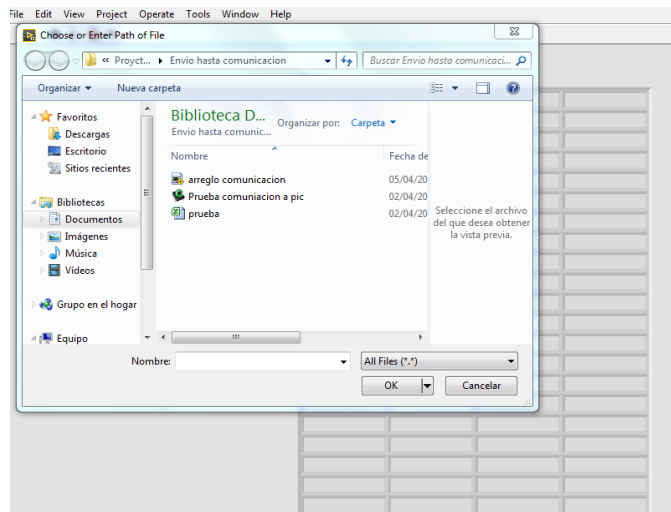 File Edit View Project Operate Tools Window Help
Choose or Enter Path of File
« Proyct... Envio hasta comunicacion
Buscar Envio hasta comunicaci...
Organizar Nueva carpeta
Favoritos
Descargas
Escritorio
Sitios recientes
Bibliotecas
Documentos
Imágenes
Música
Vídeos
Grupo en el hogar
Equipo
Biblioteca D...
Envio hasta comunic...
Organizar por: Carpeta
Nombre Fecha de
arreglo comunicacion 05/04/20
Prueba comuniacion a pic 02/04/20
prueba 02/04/20
Seleccione el archivo
del que desea obtener
la vista previa.
Nombre: All Files (*.*)
OK Cancelar